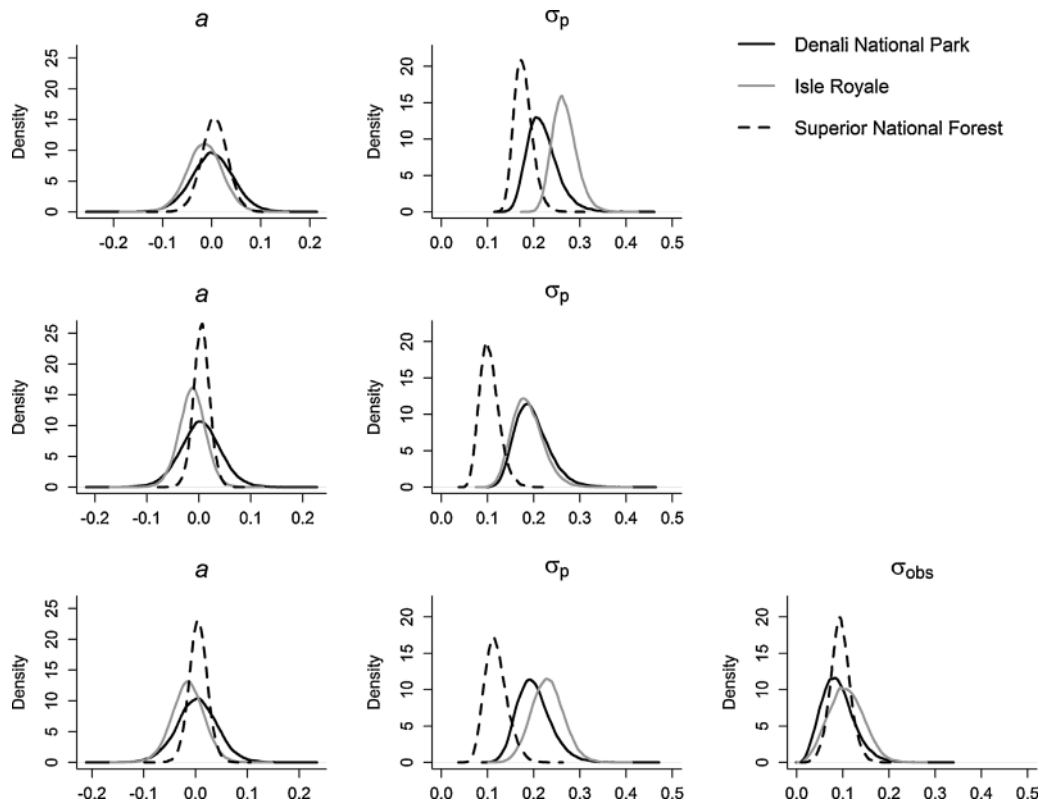 a
σp
Denali National Park
Isle Royale
Superior National Forest
Density
0 5 10 15 20 25
-0.2 -0.1 0.0 0.1 0.2
Density
0 5 10 15 20
0.0 0.1 0.2 0.3 0.4 0.5
a
σp
Density
0 5 10 15 20 25
-0.2 -0.1 0.0 0.1 0.2
Density
0 5 10 15 20
0.0 0.1 0.2 0.3 0.4 0.5
a
σp
σobs
Density
0 5 10 15 20 25
-0.2 -0.1 0.0 0.1 0.2
Density
0 5 10 15 20
0.0 0.1 0.2 0.3 0.4 0.5
Density
0 5 10 15 20
0.0 0.1 0.2 0.3 0.4 0.5